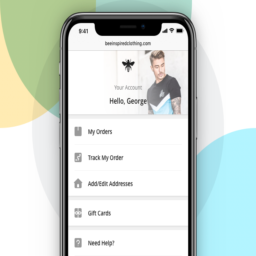 9:41
beeinspiredclothing.com
Your Account
Hello, George
My Orders
Track My Order
Add/Edit Addresses
Gift Cards
Need Help?